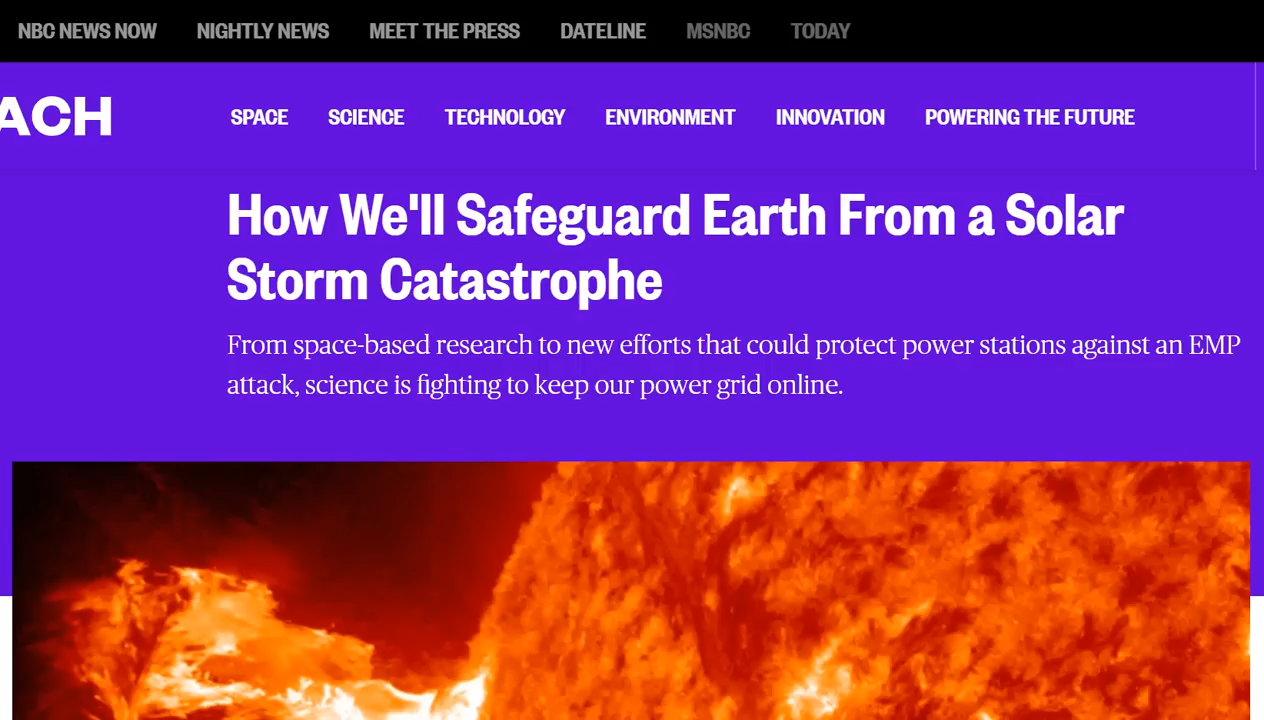 NBC NEWS NOW NIGHTLY NEWS MEET THE PRESS DATELINE MSNBC TODAY
ACH SPACE SCIENCE TECHNOLOGY ENVIRONMENT INNOVATION POWERING THE FUTURE
How We'll Safeguard Earth From a Solar
Storm Catastrophe
From space-based research to new efforts that could protect power stations against an EMP
attack, science is fighting to keep our power grid online.